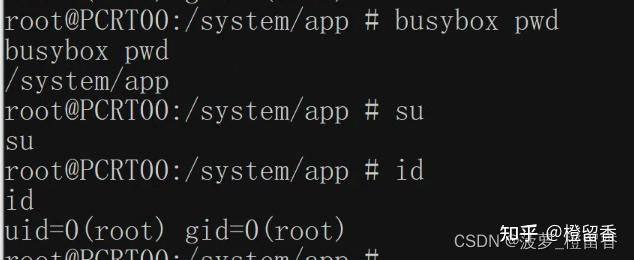 root@PCRT00:/system/app # busybox pwd
busybox pwd
/system/app
root@PCRT00:/system/app # su
su
root@PCRT00:/system/app # id
id
uid=0(root) gid=0(root)
root@PCRT00:/system/app #
知乎 @橙留香
CSDN @菠萝_橙留香